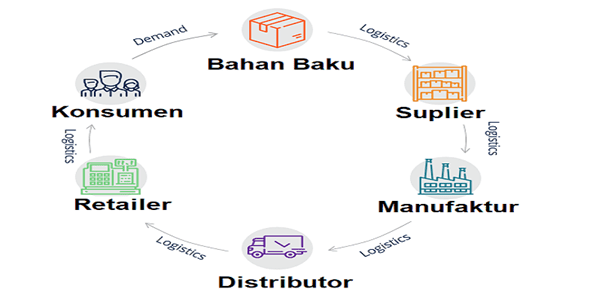 Demand
Bahan Baku
Logistics
Suplier
Logistics
Manufaktur
Logistics
Distributor
Logistics
Retailer
Logistics
Konsumen